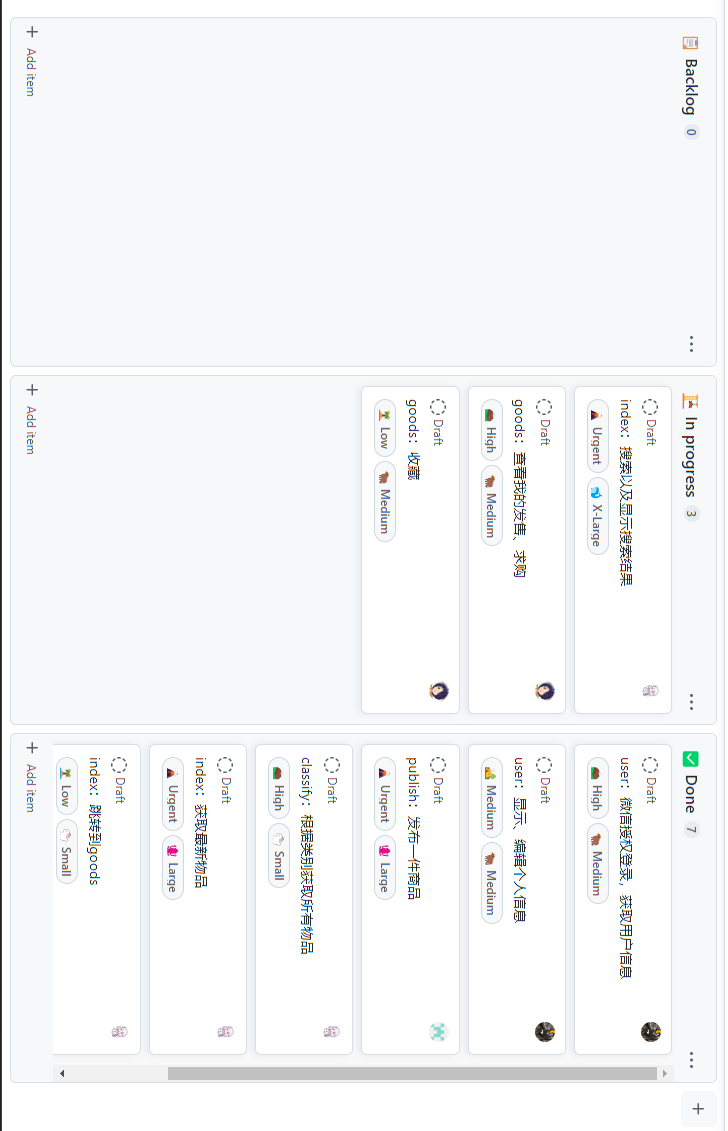 Backlog 0
+ Add item
In progress 3
Draft
index：搜索以及显示搜索结果
Urgent X-Large
Draft
goods：查看我的发售、求购
High Medium
Draft
goods：收藏
Low Medium
+ Add item
Done 7
Draft
user：微信授权登录，获取用户信息
High Medium
Draft
user：显示、编辑个人信息
Medium Medium
Draft
publish：发布一件商品
Urgent Large
Draft
classify：根据类别获取所有物品
High Small
Draft
index：获取最新物品
Urgent Large
Draft
index：跳转到goods
Low Small
+ Add item
+